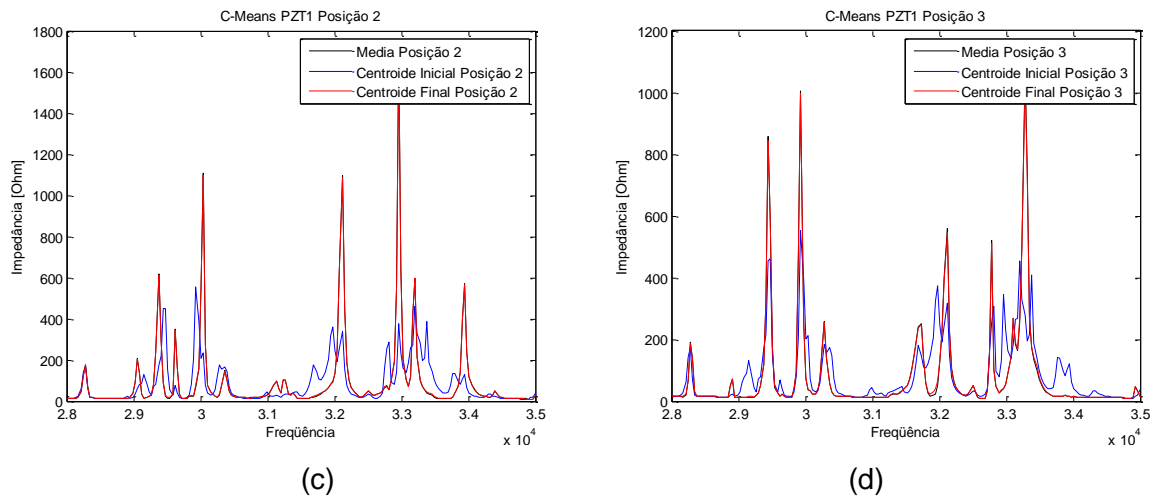 C-Means PZT1 Posição 2
1800
1600
1400
1200
1000
800
600
400
200
0
Impedância [Ohm]
Media Posição 2
Centroide Inicial Posição 2
Centroide Final Posição 2
2.8 2.9 3 3.1 3.2 3.3 3.4 3.5
Freqüência
x 10^4
(c)
C-Means PZT1 Posição 3
1200
1000
800
600
400
200
0
Impedância [Ohm]
Media Posição 3
Centroide Inicial Posição 3
Centroide Final Posição 3
2.8 2.9 3 3.1 3.2 3.3 3.4 3.5
Freqüência
x 10^4
(d)